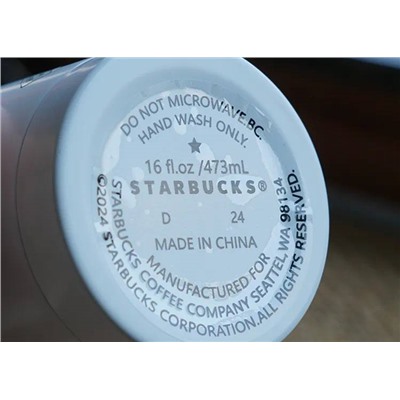 DO NOT MICROWAVE.BC.
HAND WASH ONLY.
16 fl.oz /473mL
STARBUCKS®
D 24
MADE IN CHINA
MANUFACTURED FOR
STARBUCKS COFFEE COMPANY SEATTEL,WA 98134
©2024 STARBUCKS CORPORATION.ALL RIGHTS RESERVED.